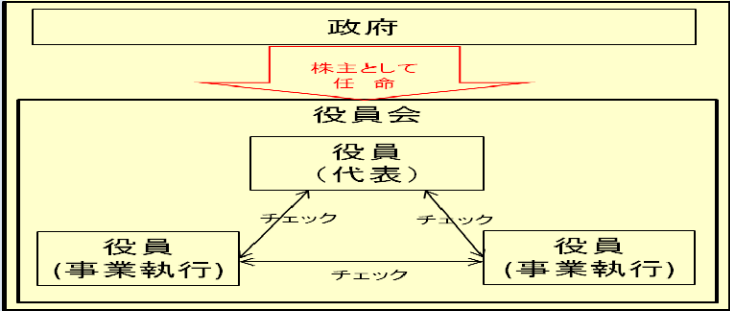 政府
株主として
任 命
役員会
役員
（代表）
チェック
チェック
役員
(事業執行)
チェック
役員
(事業執行)